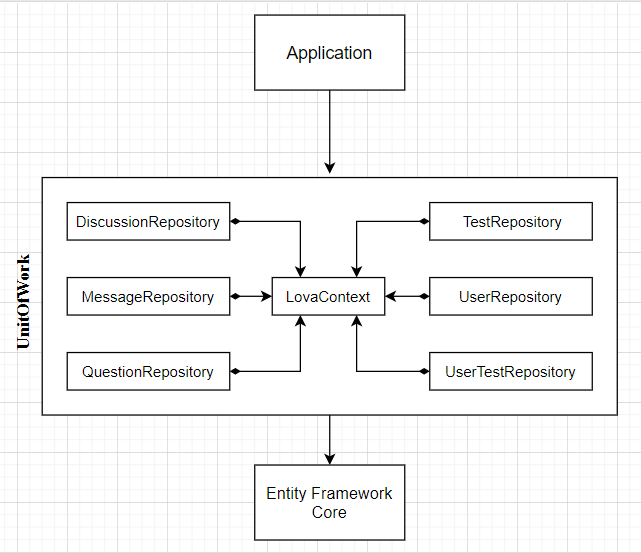 Application
UnitOfWork
DiscussionRepository
TestRepository
MessageRepository
LovaContext
UserRepository
QuestionRepository
UserTestRepository
Entity Framework
Core